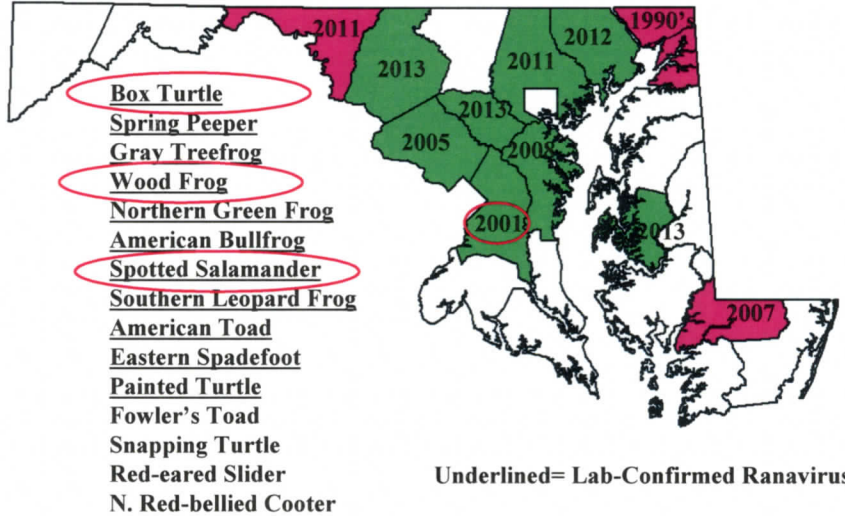 2011
1990's
2012
2011
2013
2013
2005
2008
2001
2013
2007
Box Turtle
Spring Peeper
Gray Treefrog
Wood Frog
Northern Green Frog
American Bullfrog
Spotted Salamander
Southern Leopard Frog
American Toad
Eastern Spadefoot
Painted Turtle
Fowler's Toad
Snapping Turtle
Red-eared Slider
N. Red-bellied Cooter
Underlined= Lab-Confirmed Ranavirus